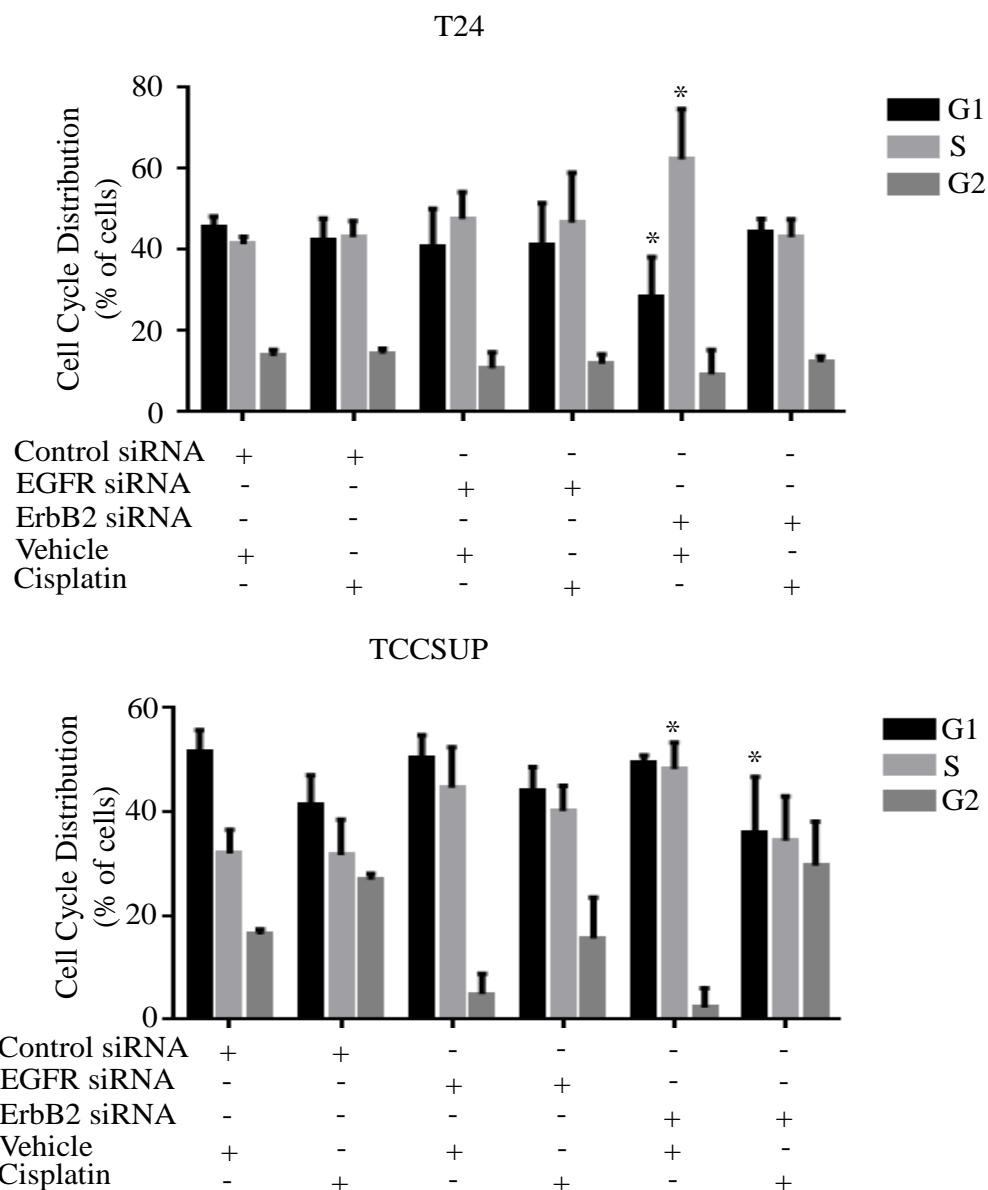 T24
80
60
40
20
0
Cell Cycle Distribution
(% of cells)
* *
G1
S
G2
Control siRNA + + - - - -
EGFR siRNA - - + + - -
ErbB2 siRNA - - - - + +
Vehicle + - + - + -
Cisplatin - + - + - +
TCCSUP
60
40
20
0
Cell Cycle Distribution
(% of cells)
* *
G1
S
G2
Control siRNA + + - - - -
EGFR siRNA - - + + - -
ErbB2 siRNA - - - - + +
Vehicle + - + - + -
Cisplatin - + - + - +